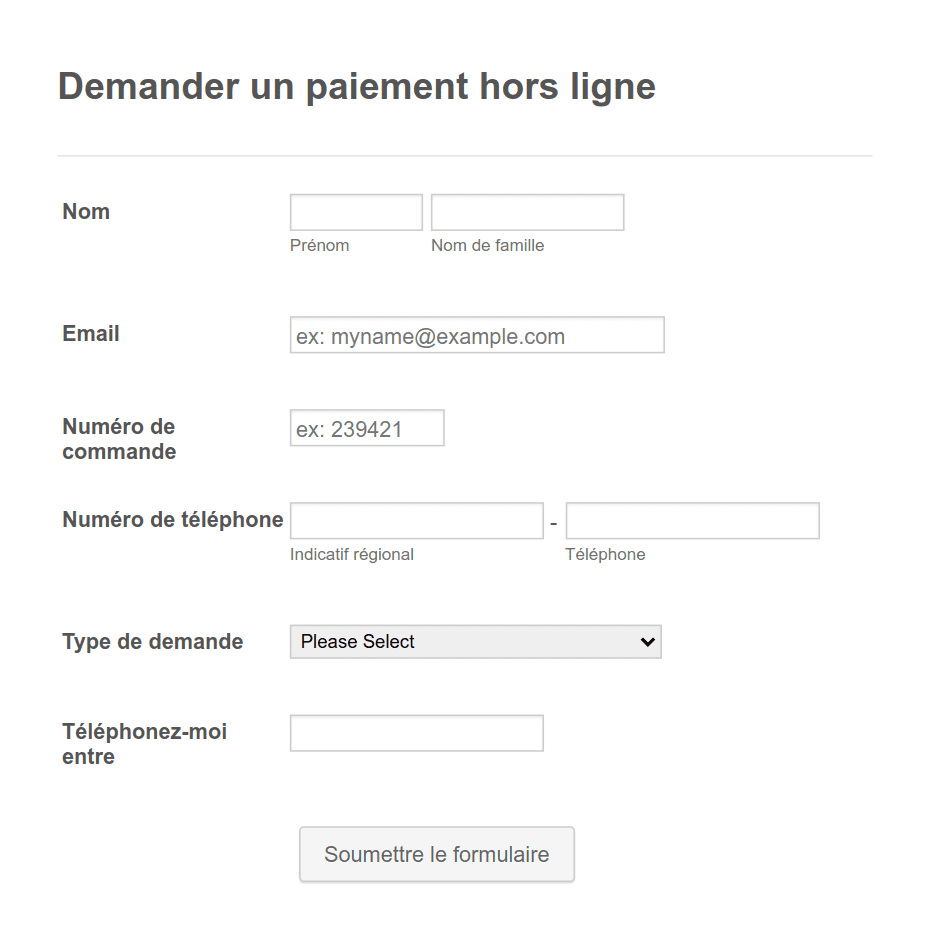 Demander un paiement hors ligne
Nom
Prénom
Nom de famille
Email
ex: myname@example.com
Numéro de
commande
ex: 239421
Numéro de téléphone
-
Indicatif régional
Téléphone
Type de demande
Please Select
Téléphonez-moi
entre
Soumettre le formulaire